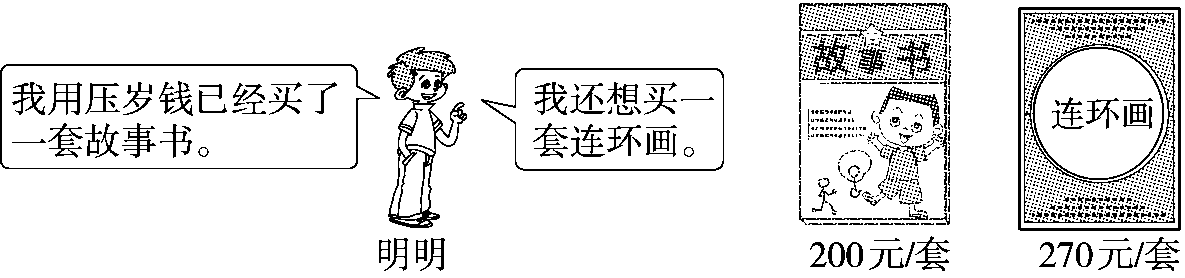 我用压岁钱已经买了
一套故事书。
我还想买一
套连环画。
明明
故事书
200元/套
连环画
270元/套